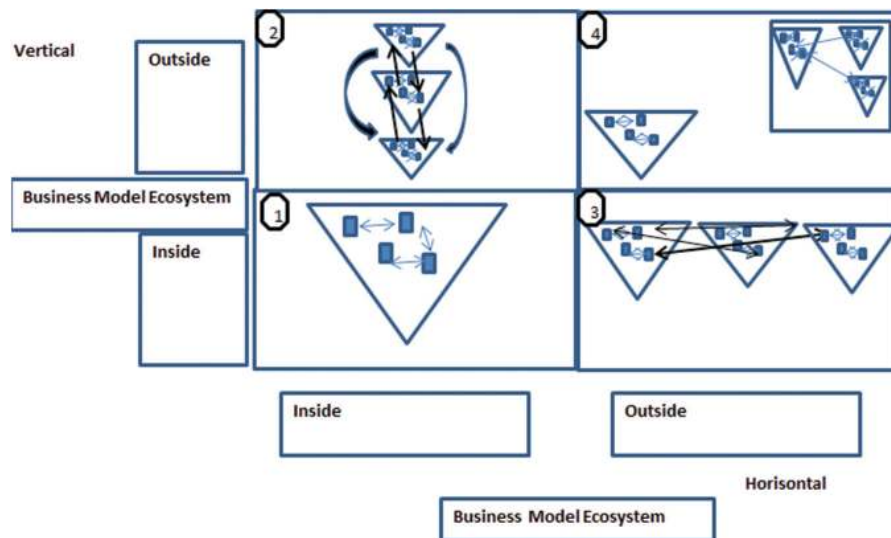 2
4
Vertical
Outside
Business Model Ecosystem
1
3
Inside
Inside
Outside
Horisontal
Business Model Ecosystem